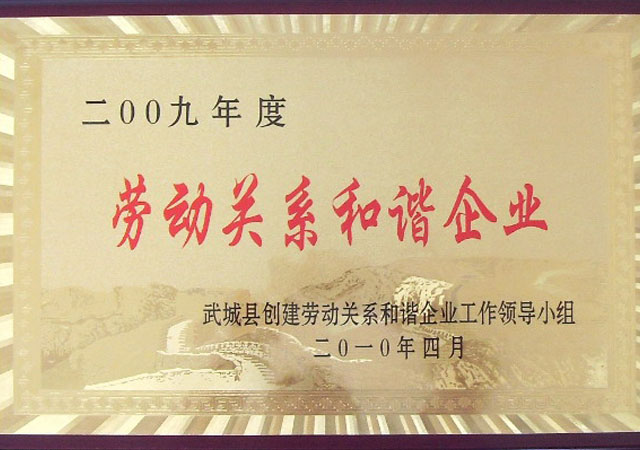 二00九年度
劳动关系和谐企业
武城县创建劳动关系和谐企业工作领导小组
二0一0年四月